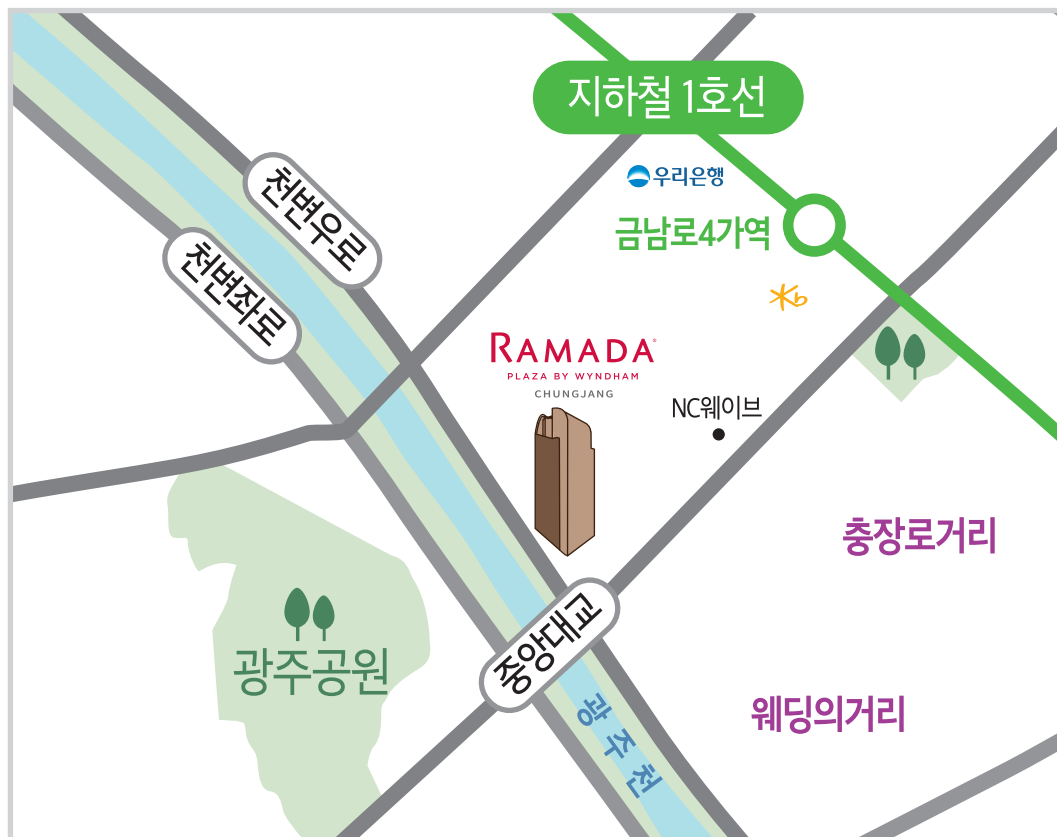 지하철 1호선
우리은행
천변우로
금남로4가역
천변좌로
Kb
RAMADA®
PLAZA BY WYNDHAM
CHUNGJANG
NC웨이브
충장로거리
중앙대교
광주공원
웨딩의거리
광주천